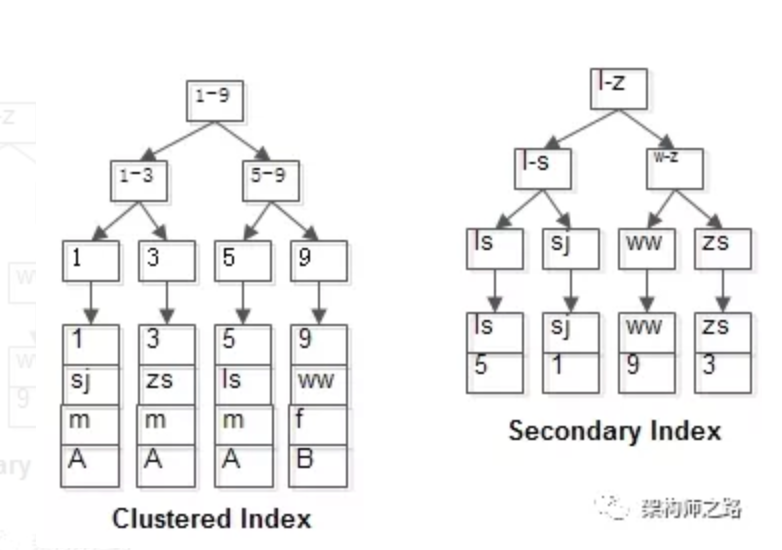 1-9
1-3
5-9
1
3
5
9
1
sj
m
A
3
zs
m
A
5
ls
m
A
9
ww
f
B
Clustered Index
l-z
l-s
w-z
ls
sj
ww
zs
ls
5
sj
1
ww
9
zs
3
Secondary Index
架构师之路
-z
w
w
9
ary